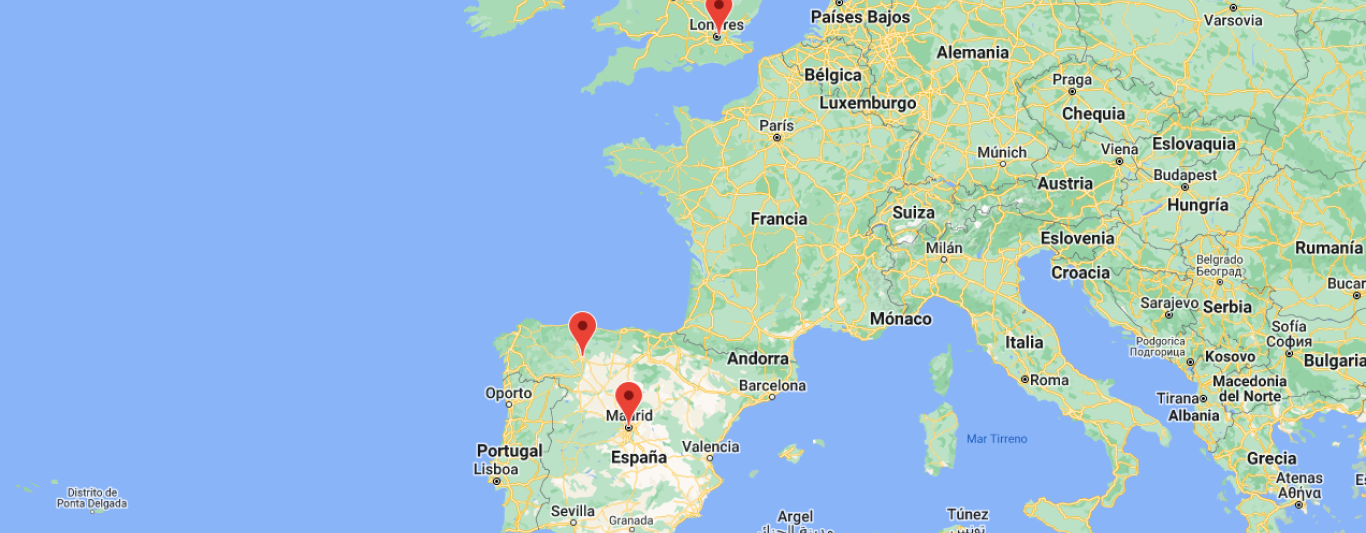 Londres
Países Bajos
Varsovia
Alemania
Bélgica
Praga
Luxemburgo
Chequia
París
Múnich
Viena
Eslovaquia
Budapest
Austria
Hungría
Suiza
Francia
Eslovenia
Milán
Rumanía
Belgrado
Београд
Croacia
Sarajevo
Serbia
Bucar
Mónaco
Sofía
София
Italia
Podgorica
Подгорица
Kosovo
Andorra
Bulgaria
Roma
Barcelona
Macedonia
del Norte
Oporto
Tirana
Albania
Madrid
Mar Tirreno
Valencia
Portugal
España
Grecia
Lisboa
Atenas
Αθήνα
Es
Distrito de
Ponta Delgada
Sevilla
Granada
Argel
Túnez